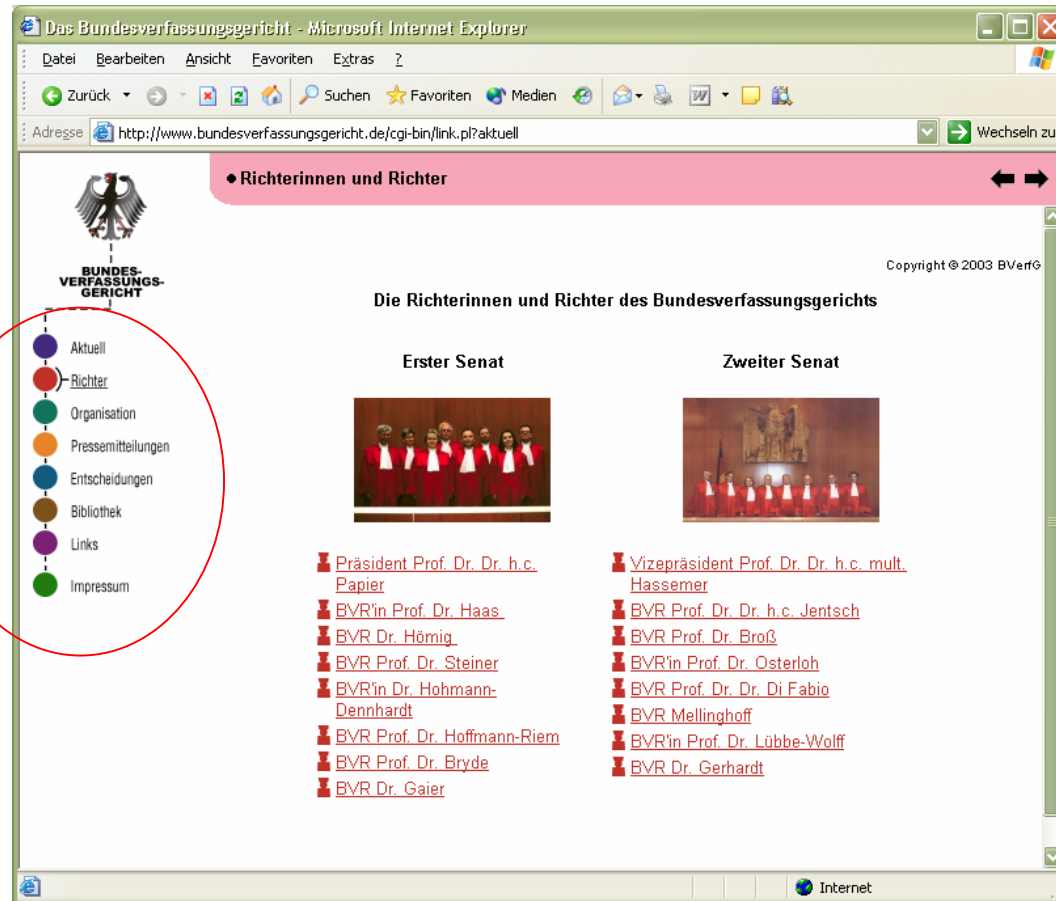 Das Bundesverfassungsgericht - Microsoft Internet Explorer
Datei Bearbeiten Ansicht Favoriten Extras ?
Zurück Suchen Favoriten Medien
Adresse http://www.bundesverfassungsgericht.de/cgi-bin/link.pl?aktuell Wechseln zu
BUNDES-
VERFASSUNGS-
GERICHT
Aktuell
Richter
Organisation
Pressemitteilungen
Entscheidungen
Bibliothek
Links
Impressum
Richterinnen und Richter
Copyright © 2003 BVerfG
Die Richterinnen und Richter des Bundesverfassungsgerichts
Erster Senat
Präsident Prof. Dr. Dr. h.c.
Papier
BVR'in Prof. Dr. Haas
BVR Dr. Hömig
BVR Prof. Dr. Steiner
BVR'in Dr. Hohmann-
Dennhardt
BVR Prof. Dr. Hoffmann-Riem
BVR Prof. Dr. Bryde
BVR Dr. Gaier
Zweiter Senat
Vizepräsident Prof. Dr. Dr. h.c. mult.
Hassemer
BVR Prof. Dr. Dr. h.c. Jentsch
BVR Prof. Dr. Broß
BVR'in Prof. Dr. Osterloh
BVR Prof. Dr. Dr. Di Fabio
BVR Mellinghoff
BVR'in Prof. Dr. Lübbe-Wolff
BVR Dr. Gerhardt
Internet